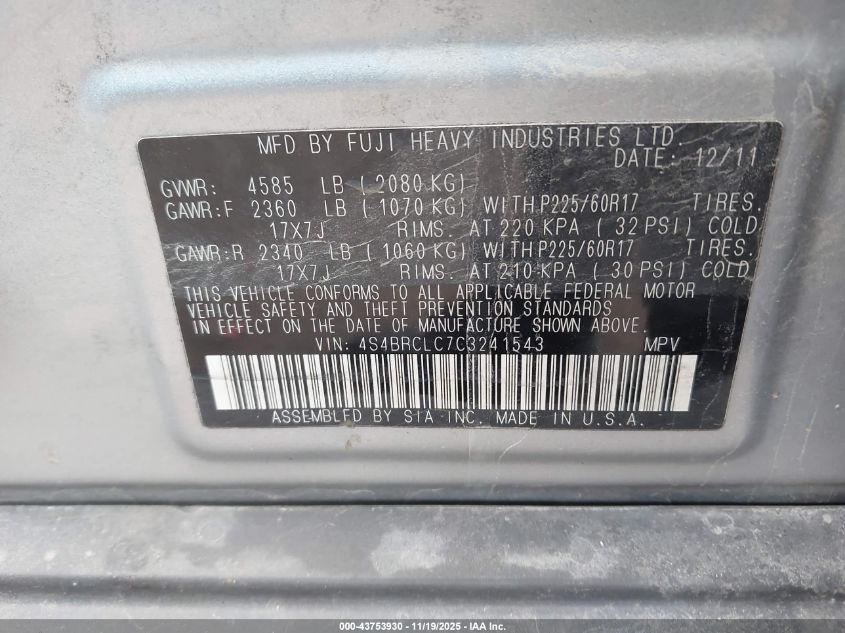 MFD BY FUJI HEAVY INDUSTRIES LTD.
DATE: 12/11
GVWR: 4585 LB (2080 KG)
GAWR:F 2360 LB (1070 KG) WITH P225/60R17 TIRES,
17X7J RIMS. AT 220 KPA (32 PSI) COLD
GAWR:R 2340 LB (1060 KG) WITH P225/60R17 TIRES.
17X7J RIMS. AT 210 KPA (30 PSI) COLD
THIS VEHICLE CONFORMS TO ALL APPLICABLE FEDERAL MOTOR
VEHICLE SAFETY AND THEFT PREVENTION STANDARDS
IN EFFECT ON THE DATE OF MANUFACTURE SHOWN ABOVE.
VIN: 4S4BRCLC7C3241543 MPV
ASSEMBLED BY SIA INC. MADE IN U.S.A.
000-43753930 - 11/19/2025 - IAA Inc.